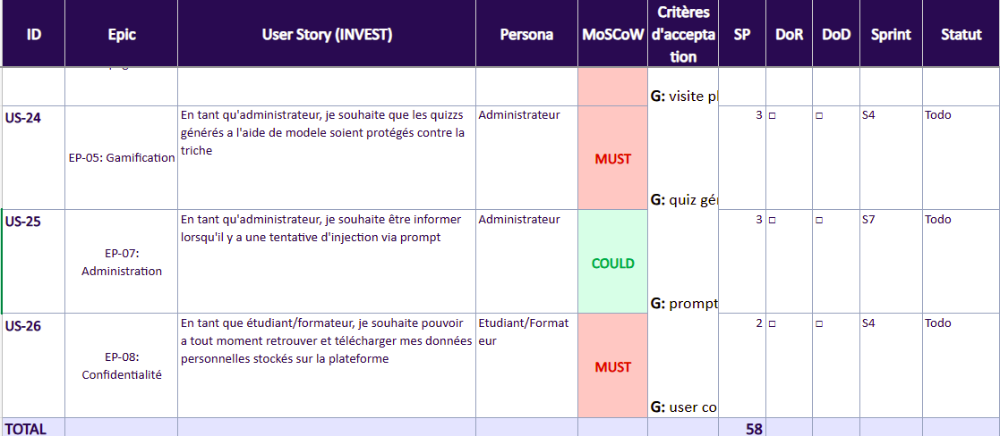 ID Epic User Story (INVEST) Persona MoSCoW Critères d'accepta tion SP DoR DoD Sprint Statut
G: visite
US-24
EP-05: Gamification
En tant qu'administrateur, je souhaite que les quizzs
générés a l'aide de modele soient protégés contre la
triche
Administrateur
MUST
G: quiz
3
□
□
S4
Todo
US-25
EP-07:
Administration
En tant qu'administrateur, je souhaite être informer
lorsqu'il y a une tentative d'injection via prompt
Administrateur
COULD
G: prompt
3
□
□
S7
Todo
US-26
EP-08:
Confidentialité
En tant que étudiant/formateur, je souhaite pouvoir
a tout moment retrouver et télécharger mes données
personnelles stockés sur la plateforme
Etudiant/Format
eur
MUST
G: user co
2
□
□
S4
Todo
TOTAL 58